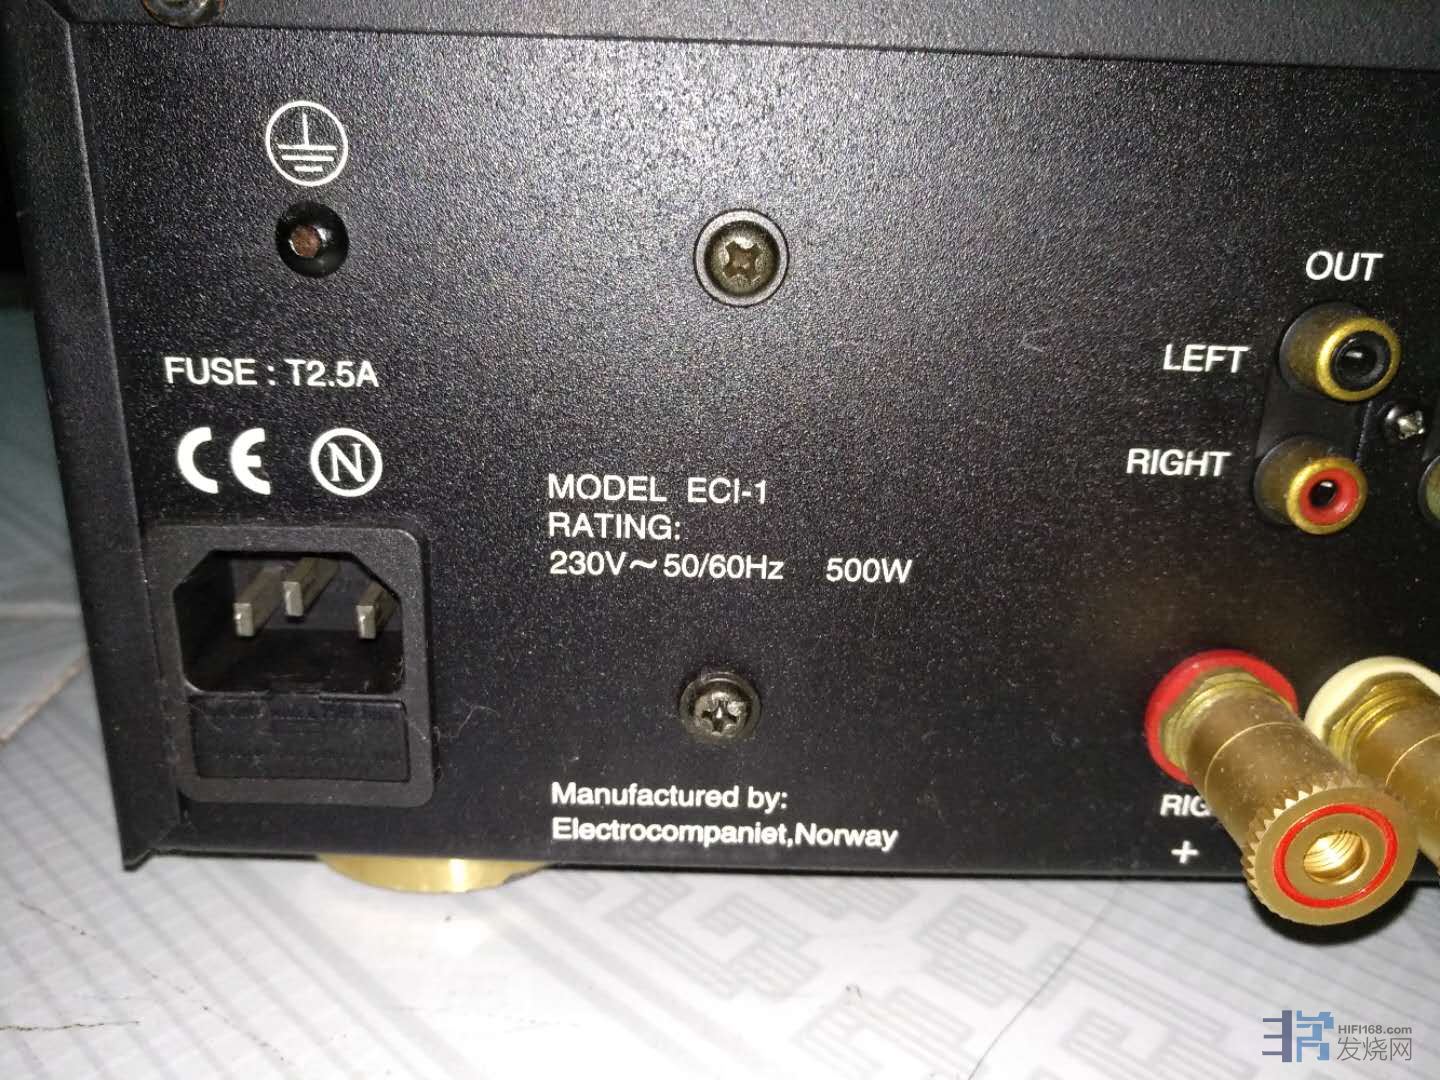 OUT
LEFT
FUSE : T2.5A
RIGHT
CE N
MODEL ECI-1
RATING:
230V～50/60Hz 500W
Manufactured by:
Electrocompaniet,Norway
+
HIFI168.com
发烧网